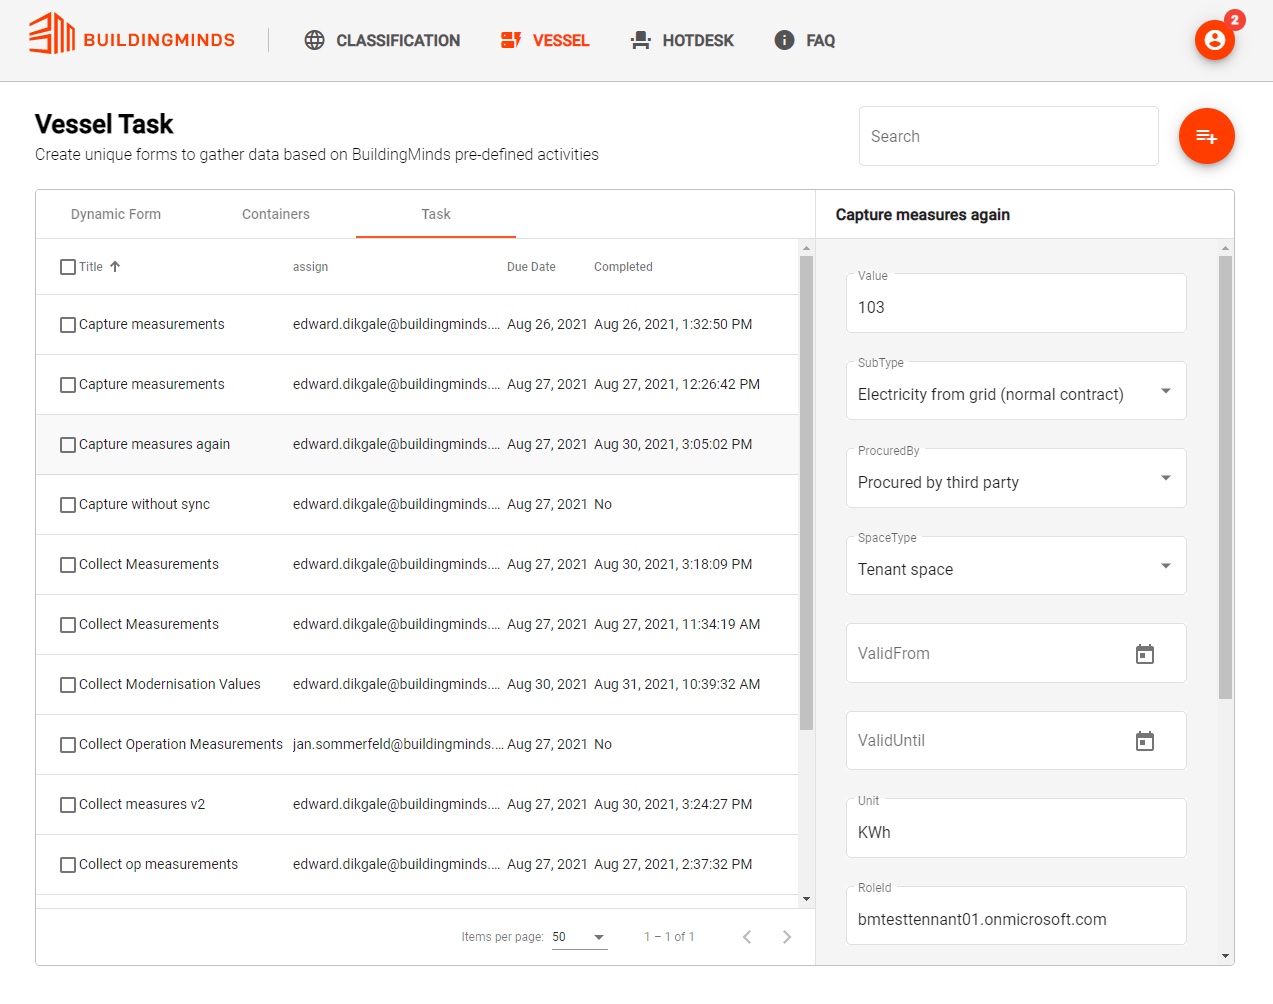 BUILDINGMINDS
CLASSIFICATION
VESSEL
HOTDESK
FAQ
2
Vessel Task
Create unique forms to gather data based on BuildingMinds pre-defined activities
Search
Dynamic Form Containers Task
Title assign Due Date Completed
Capture measurements edward.dikgale@buildingminds.... Aug 26, 2021 Aug 26, 2021, 1:32:50 PM
Capture measurements edward.dikgale@buildingminds.... Aug 27, 2021 Aug 27, 2021, 12:26:42 PM
Capture measures again edward.dikgale@buildingminds.... Aug 27, 2021 Aug 30, 2021, 3:05:02 PM
Capture without sync edward.dikgale@buildingminds.... Aug 27, 2021 No
Collect Measurements edward.dikgale@buildingminds.... Aug 27, 2021 Aug 30, 2021, 3:18:09 PM
Collect Measurements edward.dikgale@buildingminds.... Aug 27, 2021 Aug 27, 2021, 11:34:19 AM
Collect Modernisation Values edward.dikgale@buildingminds.... Aug 30, 2021 Aug 31, 2021, 10:39:32 AM
Collect Operation Measurements jan.sommerfeld@buildingminds.... Aug 27, 2021 No
Collect measures v2 edward.dikgale@buildingminds.... Aug 27, 2021 Aug 30, 2021, 3:24:27 PM
Collect op measurements edward.dikgale@buildingminds.... Aug 27, 2021 Aug 27, 2021, 2:37:32 PM
Items per page: 50 1 – 1 of 1
Capture measures again
Value
103
SubType
Electricity from grid (normal contract)
ProcuredBy
Procured by third party
SpaceType
Tenant space
ValidFrom
ValidUntil
Unit
KWh
RoleId
bmtesttennant01.onmicrosoft.com